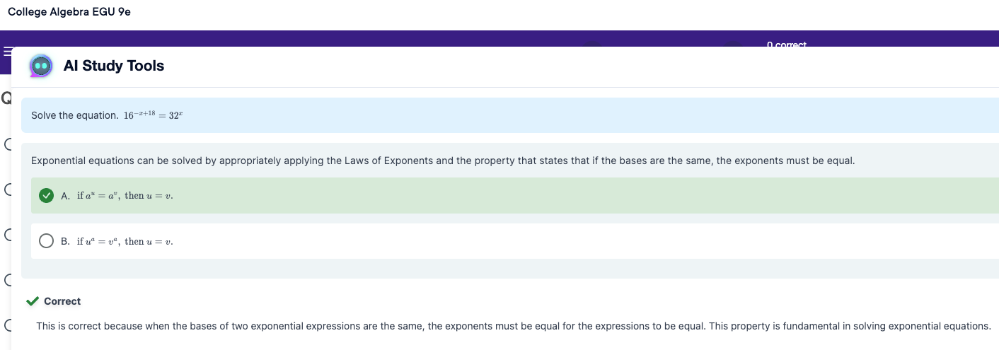 College Algebra EGU 9e
0 correct
AI Study Tools
Q
Solve the equation. 16^{-x+18} = 32^x
Exponential equations can be solved by appropriately applying the Laws of Exponents and the property that states that if the bases are the same, the exponents must be equal.
A. if a^u = a^v, then u = v.
B. if u^a = v^a, then u = v.
Correct
This is correct because when the bases of two exponential expressions are the same, the exponents must be equal for the expressions to be equal. This property is fundamental in solving exponential equations.